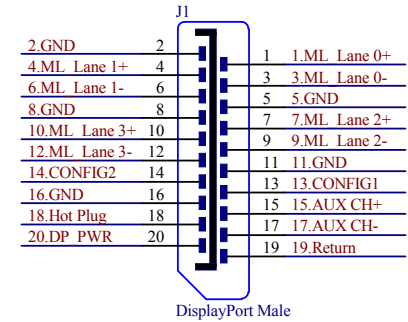 J1
2.GND 2
1 1.ML_Lane 0+
4.ML_Lane 1+ 4
3 3.ML_Lane 0-
6.ML_Lane 1- 6
5 5.GND
8.GND 8
7 7.ML_Lane 2+
10.ML_Lane 3+ 10
9 9.ML_Lane 2-
12.ML_Lane 3- 12
11 11.GND
14.CONFIG2 14
13 13.CONFIG1
16.GND 16
15 15.AUX CH+
18.Hot Plug 18
17 17.AUX CH-
20.DP_PWR 20
19 19.Return
DisplayPort Male